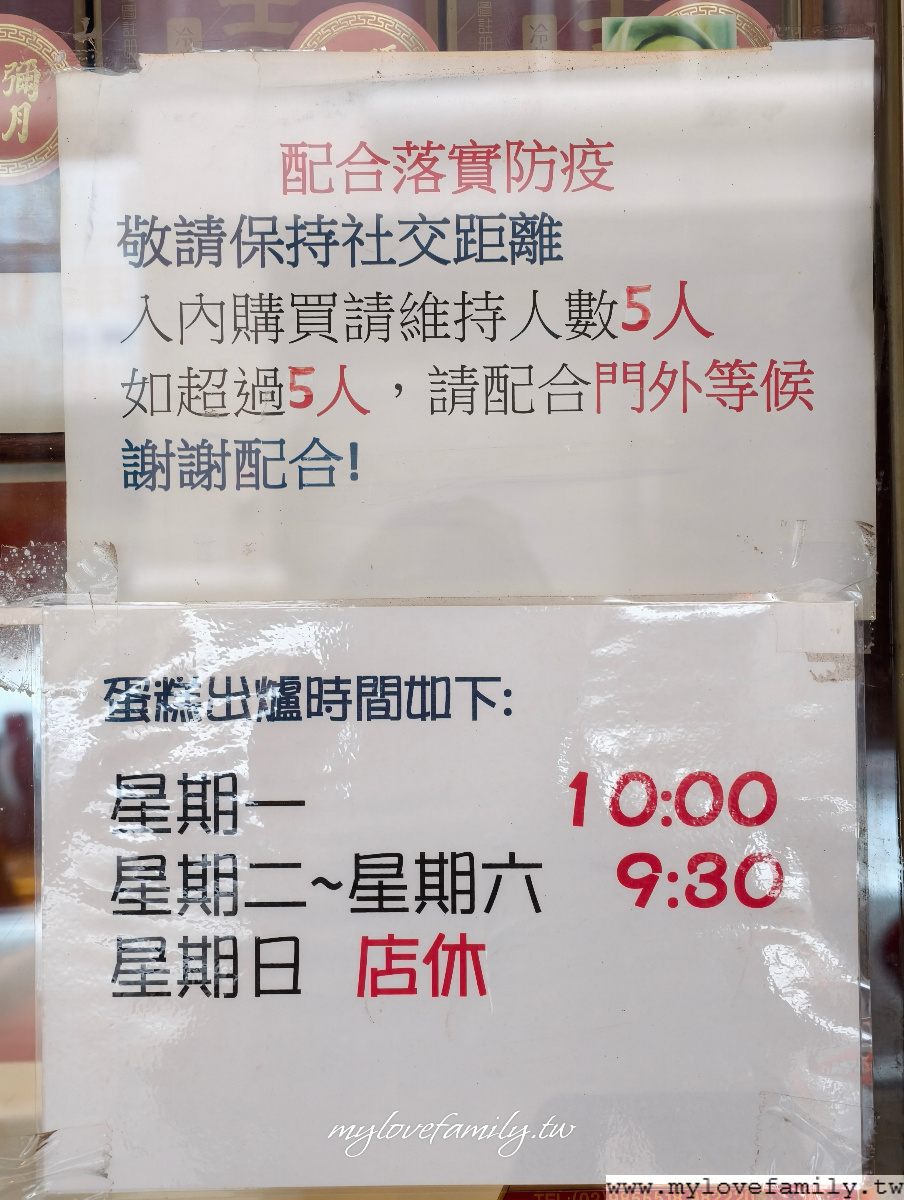 彌月
冷
冷
配合落實防疫
敬請保持社交距離
入內購買請維持人數5人
如超過5人，請配合門外等候
謝謝配合!
蛋糕出爐時間如下:
星期一 10:00
星期二~星期六 9:30
星期日 店休
mylovefamily.tw
www.mylovefamily.tw